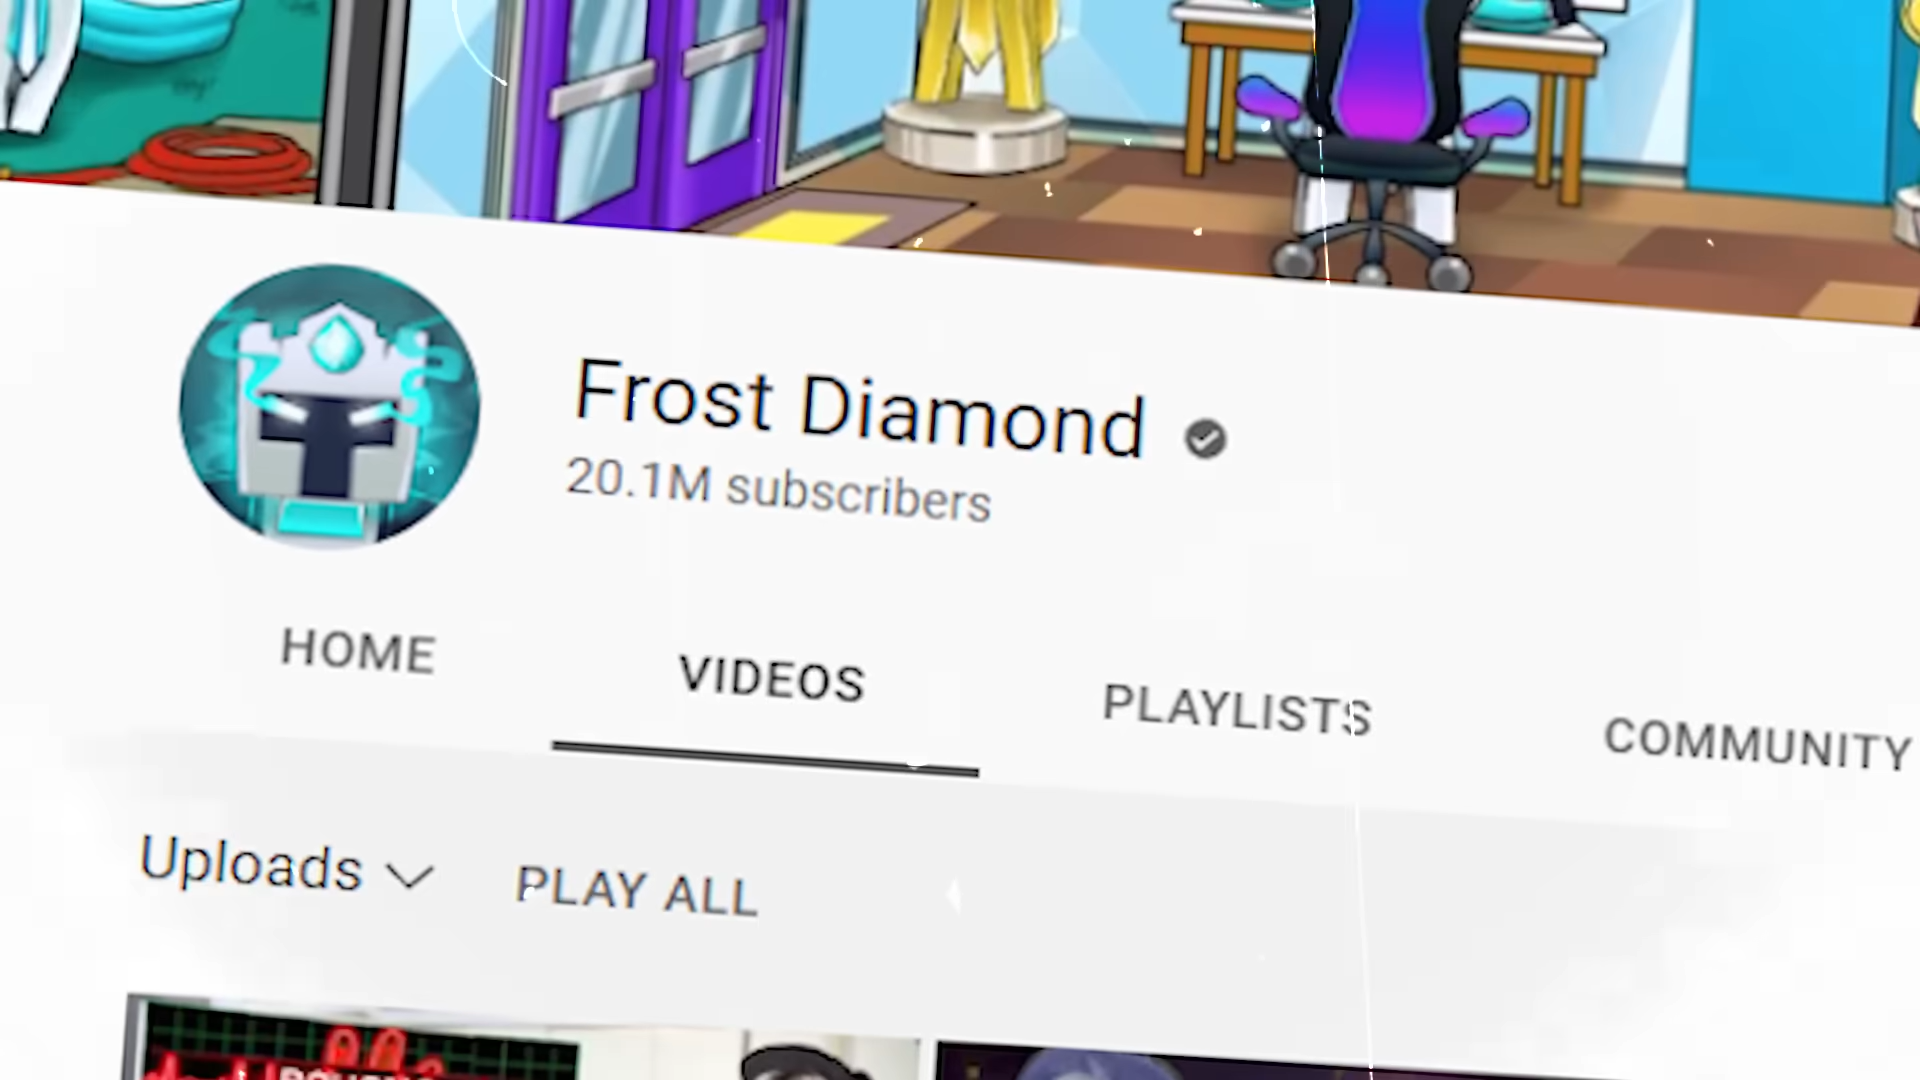 Frost Diamond
20.1M subscribers
HOME
VIDEOS
PLAYLISTS
COMMUNITY
Uploads
PLAY ALL